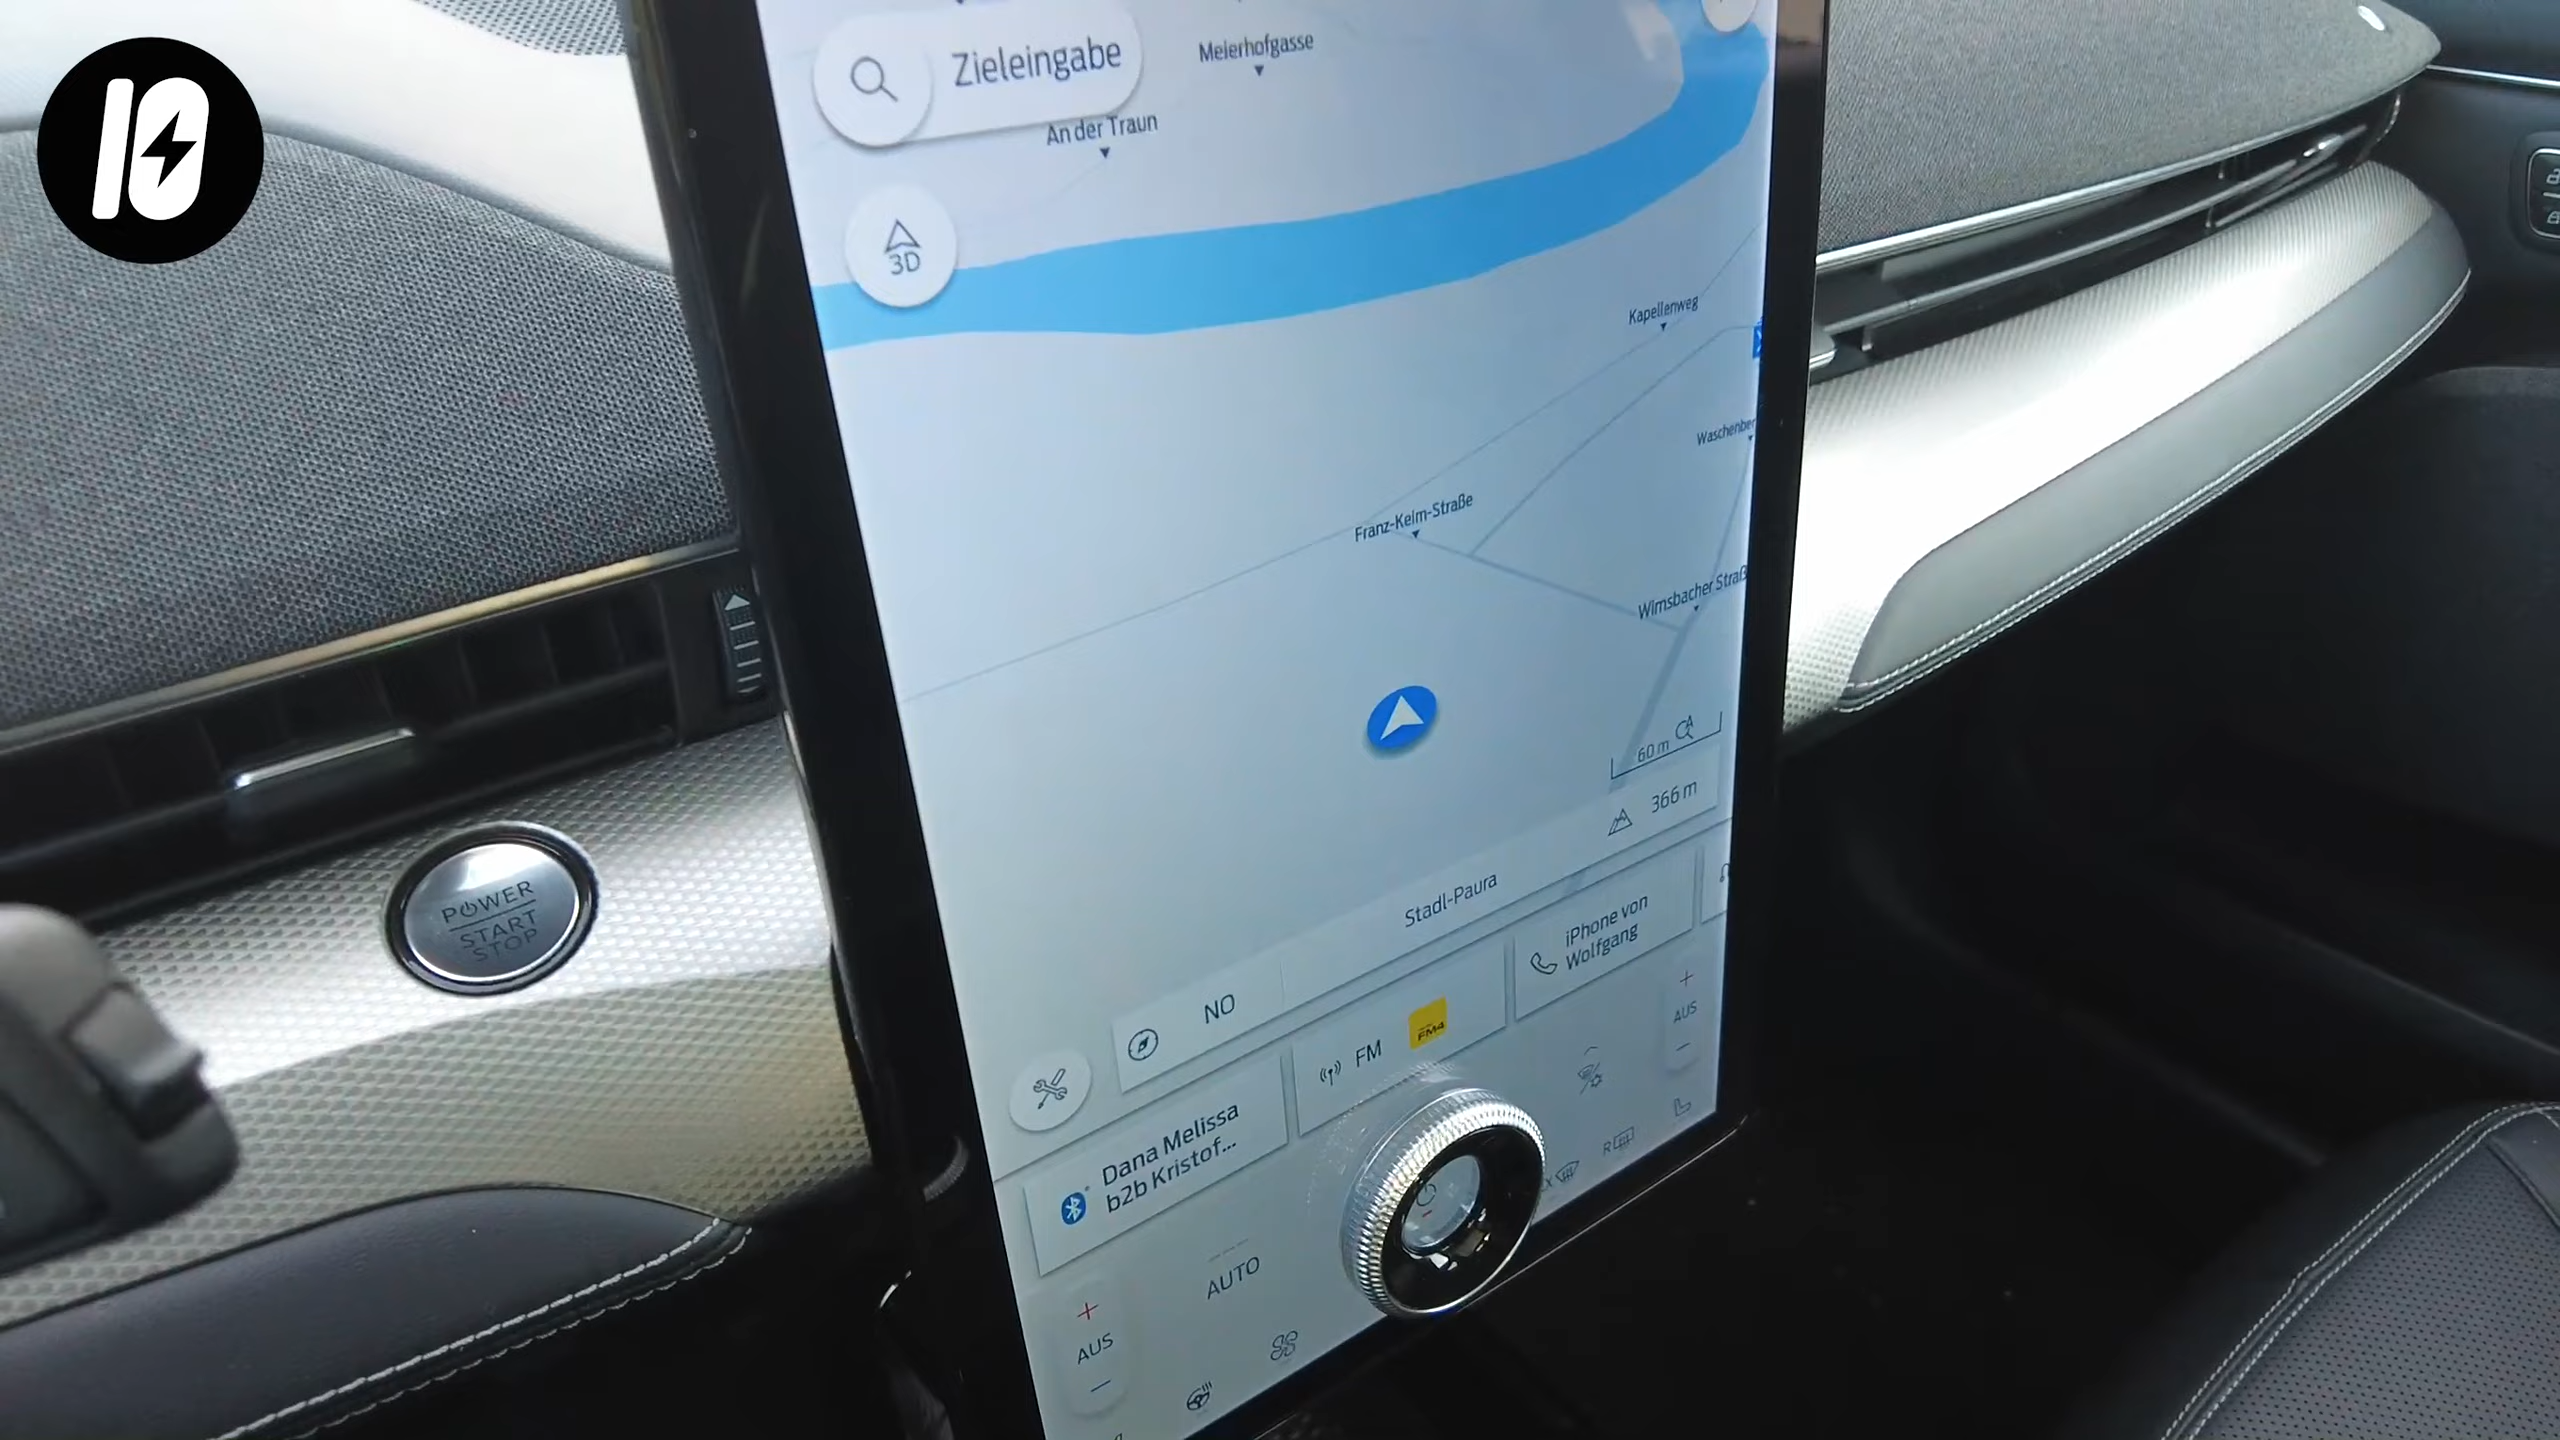 10
Zieleingabe
Meierhofgasse
An der Traun
3D
Kapellenweg
Franz-Keim-Straße
Wimsbacher Straß
60 m
366 m
Stadl-Paura
NO
iPhone von
Wolfgang
FM
FM4
Dana Melissa
b2b Kristof...
+
AUS
−
AUTO
+
AUS
−
R
POWER
START
STOP